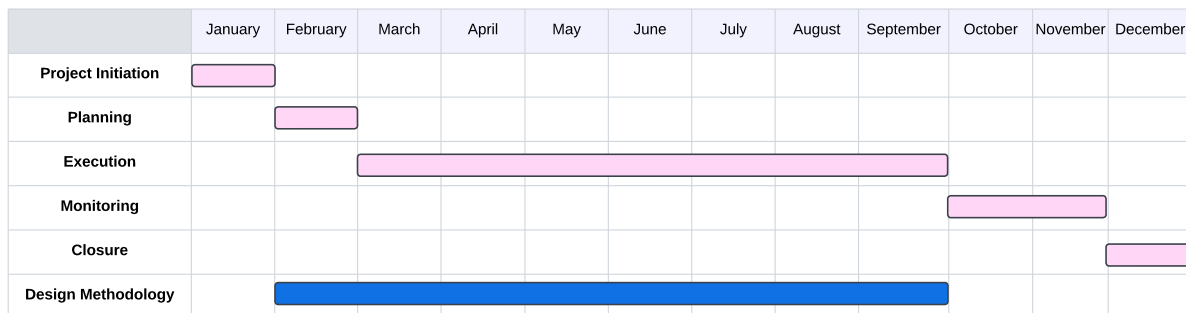 January February March April May June July August September October November December
Project Initiation
Planning
Execution
Monitoring
Closure
Design Methodology